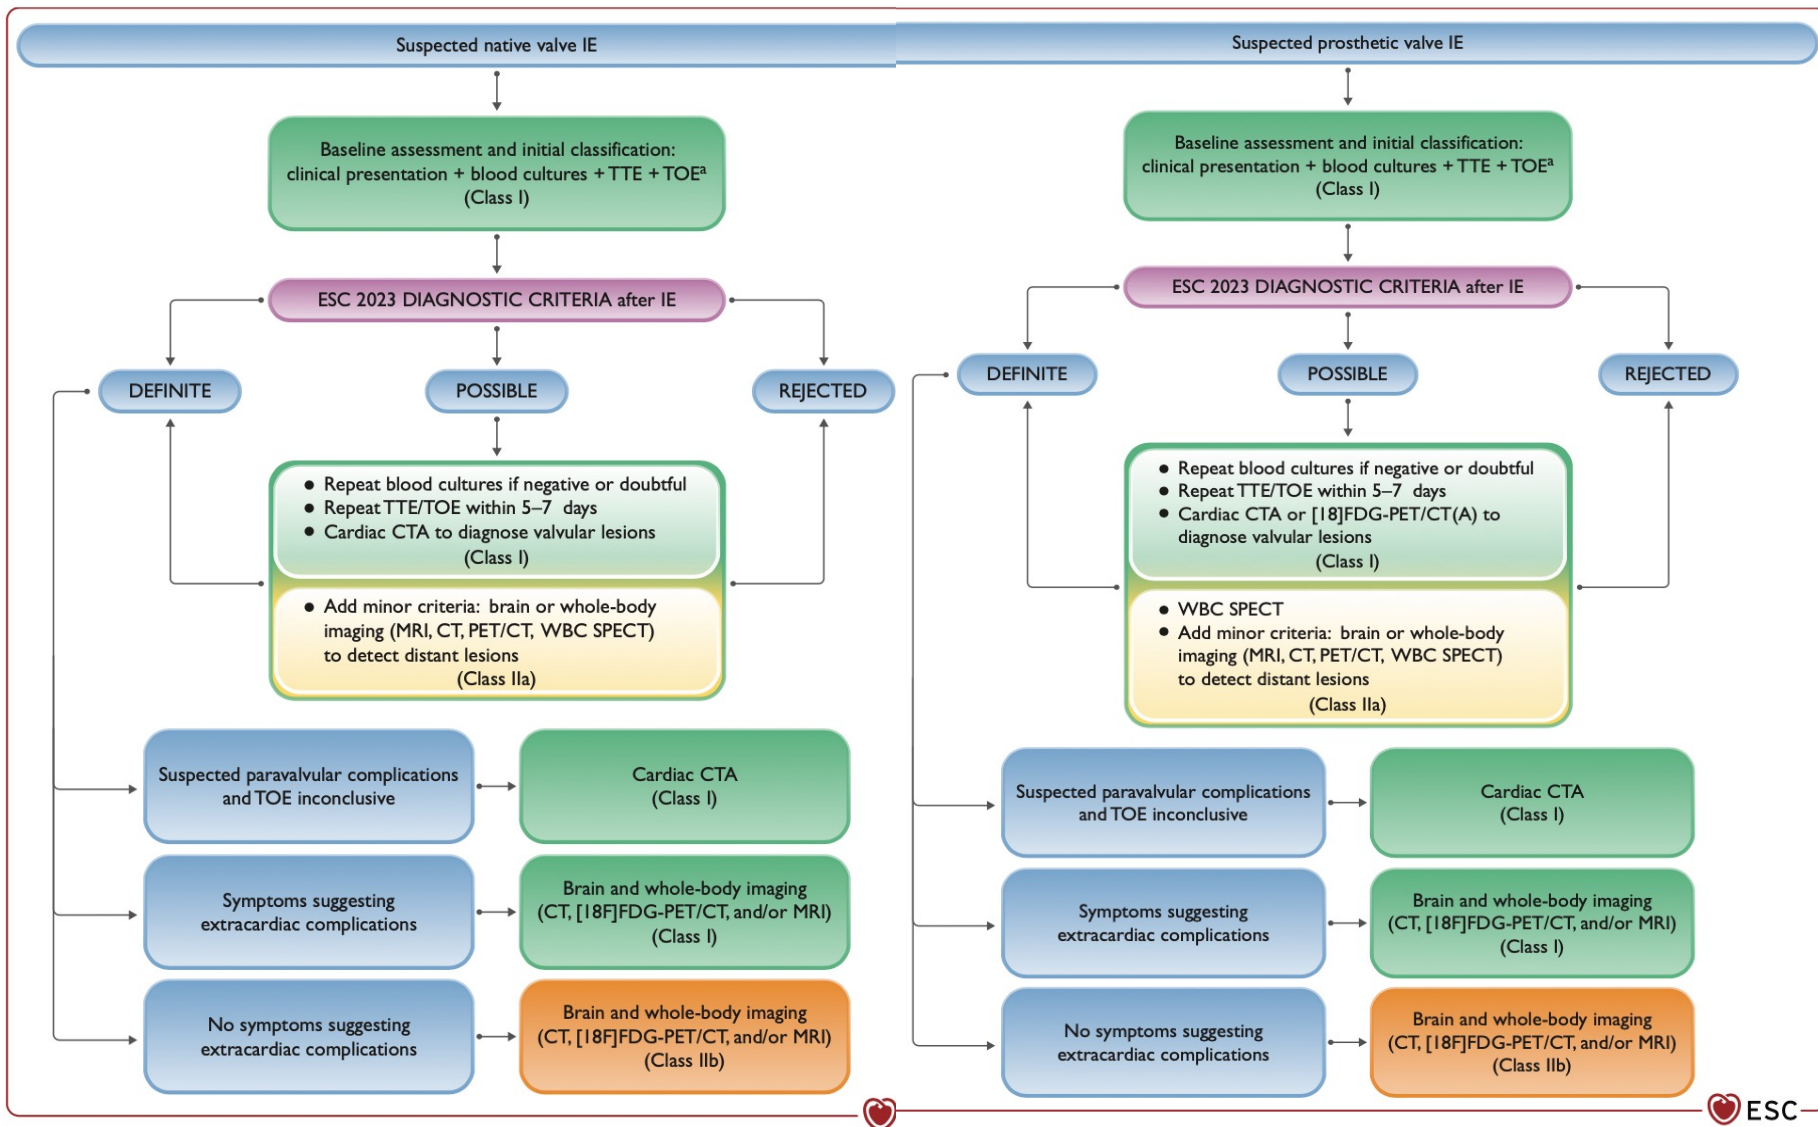 Suspected native valve IE
Baseline assessment and initial classification:
clinical presentation + blood cultures + TTE + TOEᵃ
(Class I)
ESC 2023 DIAGNOSTIC CRITERIA after IE
DEFINITE
POSSIBLE
REJECTED
● Repeat blood cultures if negative or doubtful
● Repeat TTE/TOE within 5–7 days
● Cardiac CTA to diagnose valvular lesions
(Class I)
● Add minor criteria: brain or whole-body
imaging (MRI, CT, PET/CT, WBC SPECT)
to detect distant lesions
(Class IIa)
Suspected paravalvular complications
and TOE inconclusive
Cardiac CTA
(Class I)
Symptoms suggesting
extracardiac complications
Brain and whole-body imaging
(CT, [18F]FDG-PET/CT, and/or MRI)
(Class I)
No symptoms suggesting
extracardiac complications
Brain and whole-body imaging
(CT, [18F]FDG-PET/CT, and/or MRI)
(Class IIb)
Suspected prosthetic valve IE
Baseline assessment and initial classification:
clinical presentation + blood cultures + TTE + TOEᵃ
(Class I)
ESC 2023 DIAGNOSTIC CRITERIA after IE
DEFINITE
POSSIBLE
REJECTED
● Repeat blood cultures if negative or doubtful
● Repeat TTE/TOE within 5–7 days
● Cardiac CTA or [18]FDG-PET/CT(A) to
diagnose valvular lesions
(Class I)
● WBC SPECT
● Add minor criteria: brain or whole-body
imaging (MRI, CT, PET/CT, WBC SPECT)
to detect distant lesions
(Class IIa)
Suspected paravalvular complications
and TOE inconclusive
Cardiac CTA
(Class I)
Symptoms suggesting
extracardiac complications
Brain and whole-body imaging
(CT, [18F]FDG-PET/CT, and/or MRI)
(Class I)
No symptoms suggesting
extracardiac complications
Brain and whole-body imaging
(CT, [18F]FDG-PET/CT, and/or MRI)
(Class IIb)
ESC